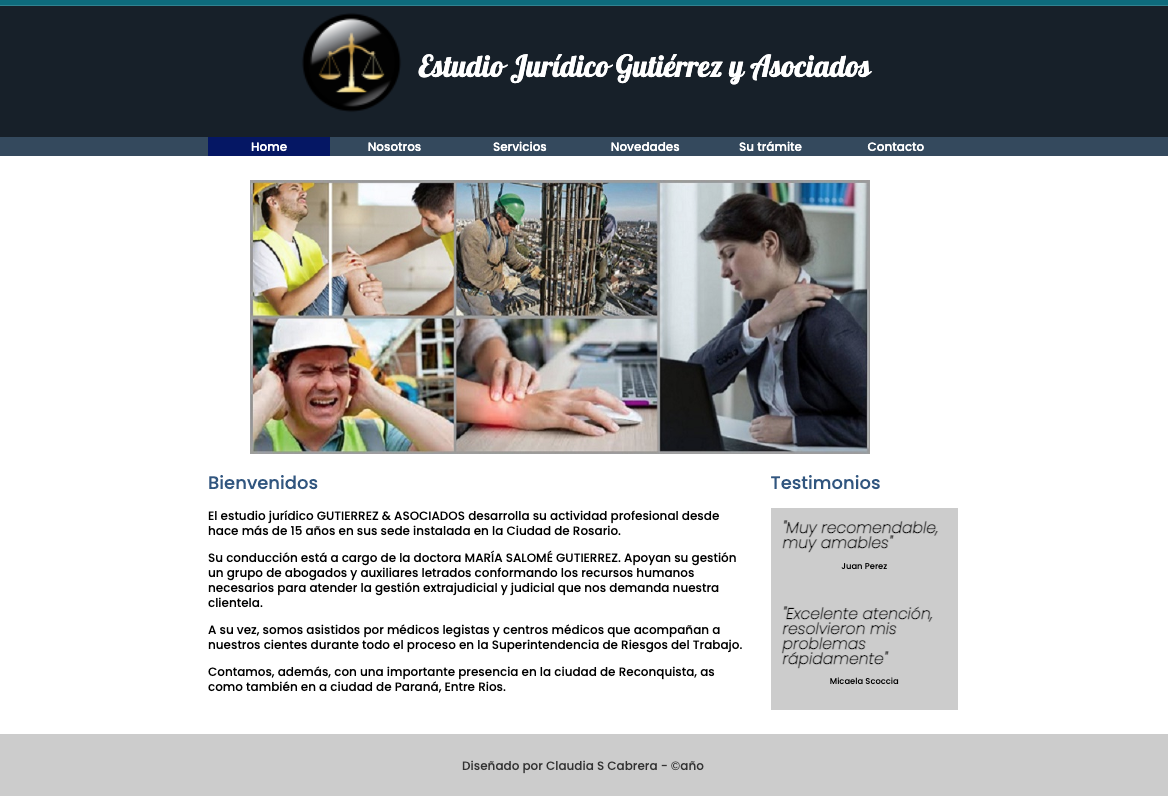 Estudio Jurídico Gutiérrez y Asociados
Home Nosotros Servicios Novedades Su trámite Contacto
Bienvenidos
El estudio jurídico GUTIERREZ & ASOCIADOS desarrolla su actividad profesional desde
hace más de 15 años en sus sede instalada en la Ciudad de Rosario.
Su conducción está a cargo de la doctora MARÍA SALOMÉ GUTIERREZ. Apoyan su gestión
un grupo de abogados y auxiliares letrados conformando los recursos humanos
necesarios para atender la gestión extrajudicial y judicial que nos demanda nuestra
clientela.
A su vez, somos asistidos por médicos legistas y centros médicos que acompañan a
nuestros cientes durante todo el proceso en la Superintendencia de Riesgos del Trabajo.
Contamos, además, con una importante presencia en la ciudad de Reconquista, as
como también en a ciudad de Paraná, Entre Rios.
Testimonios
"Muy recomendable,
muy amables"
Juan Perez
"Excelente atención,
resolvieron mis
problemas
rápidamente"
Micaela Scoccia
Diseñado por Claudia S Cabrera - ©año